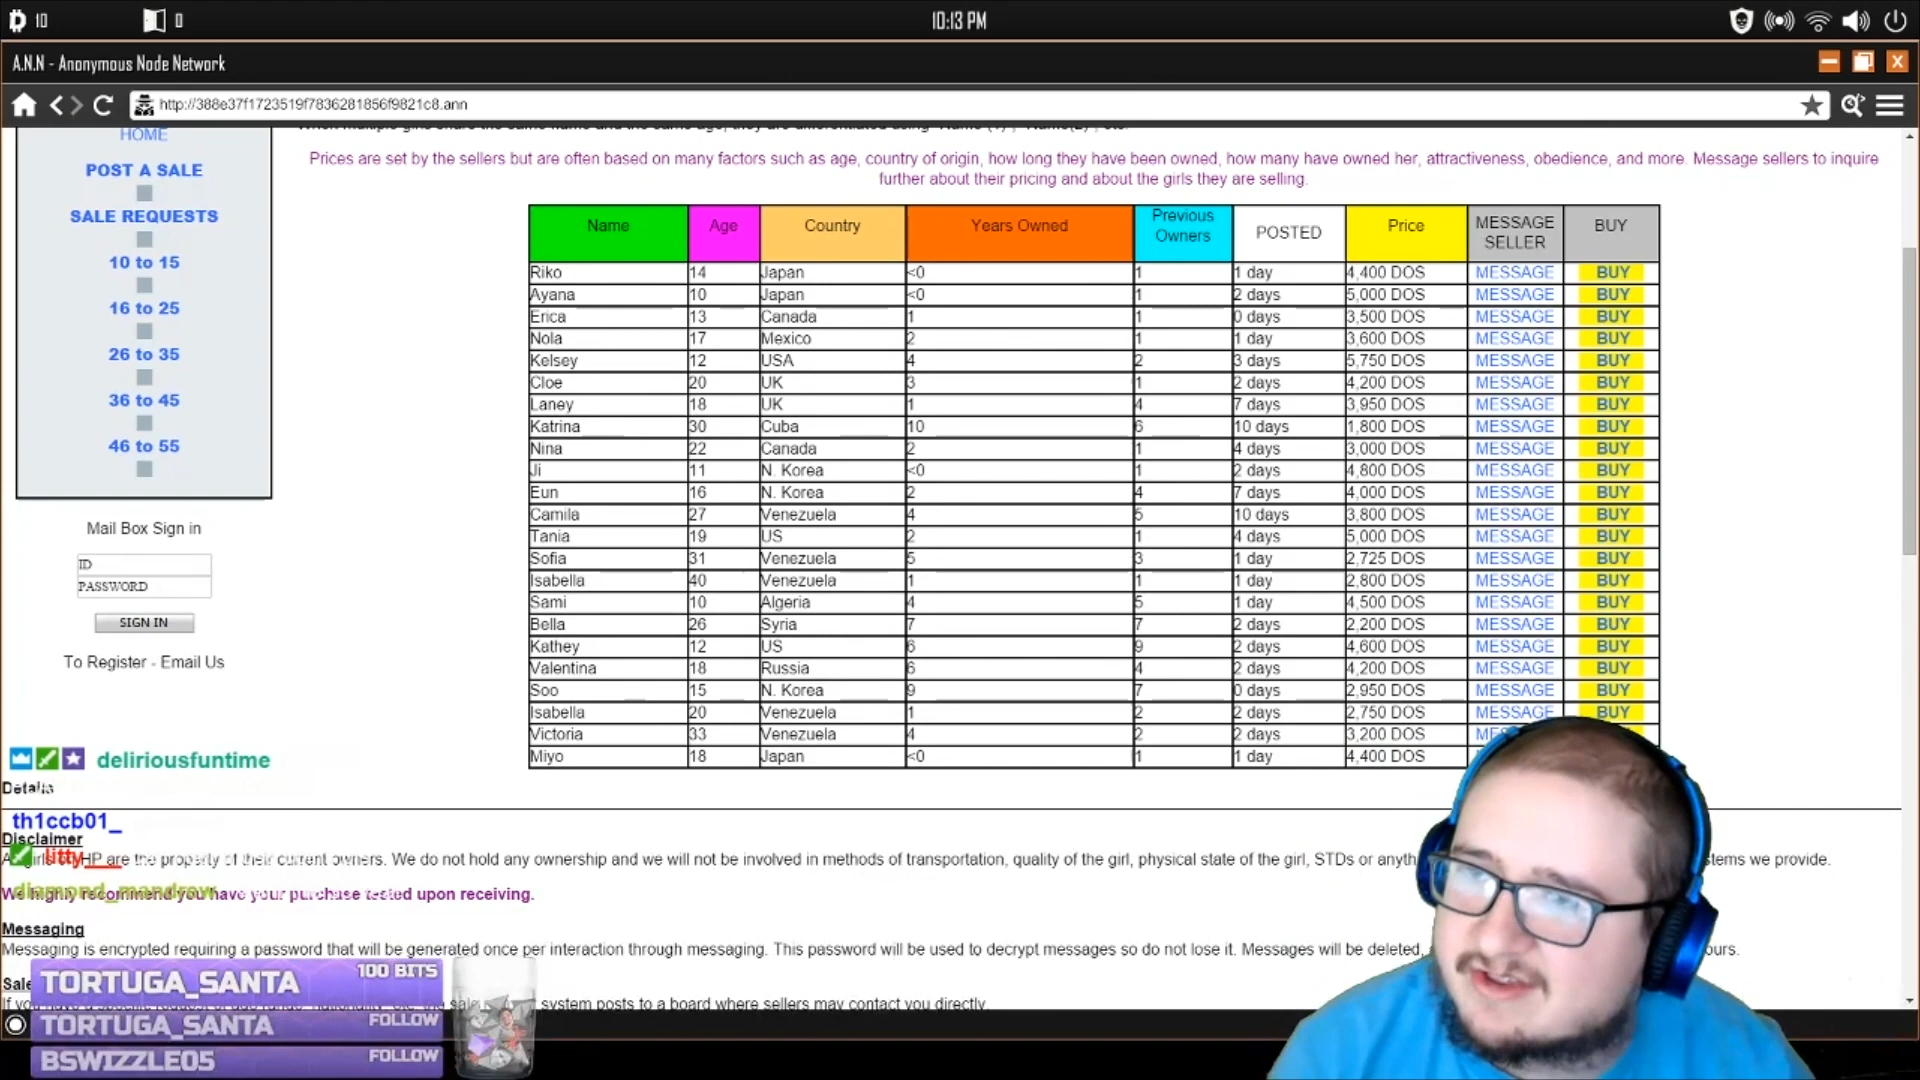 10
0
10:13 PM
A.N.N - Anonymous Node Network
http://388e37f1723519f7836281856f9821c8.ann
HOME
POST A SALE
SALE REQUESTS
10 to 15
16 to 25
26 to 35
36 to 45
46 to 55
Mail Box Sign in
ID
PASSWORD
SIGN IN
To Register - Email Us
Prices are set by the sellers but are often based on many factors such as age, country of origin, how long they have been owned, how many have owned her, attractiveness, obedience, and more. Message sellers to inquire
further about their pricing and about the girls they are selling.
Name Age Country Years Owned Previous Owners POSTED Price MESSAGE SELLER BUY
Riko 14 Japan <0 1 1 day 4,400 DOS MESSAGE BUY
Ayana 10 Japan <0 1 2 days 5,000 DOS MESSAGE BUY
Erica 13 Canada 1 1 0 days 3,500 DOS MESSAGE BUY
Nola 17 Mexico 2 1 1 day 3,600 DOS MESSAGE BUY
Kelsey 12 USA 4 2 3 days 5,750 DOS MESSAGE BUY
Cloe 20 UK 3 1 2 days 4,200 DOS MESSAGE BUY
Laney 18 UK 1 4 7 days 3,950 DOS MESSAGE BUY
Katrina 30 Cuba 10 6 10 days 1,800 DOS MESSAGE BUY
Nina 22 Canada 2 1 4 days 3,000 DOS MESSAGE BUY
Ji 11 N. Korea <0 1 2 days 4,800 DOS MESSAGE BUY
Eun 16 N. Korea 2 4 7 days 4,000 DOS MESSAGE BUY
Camila 27 Venezuela 4 5 10 days 3,800 DOS MESSAGE BUY
Tania 19 US 2 1 4 days 5,000 DOS MESSAGE BUY
Sofia 31 Venezuela 5 3 1 day 2,725 DOS MESSAGE BUY
Isabella 40 Venezuela 1 1 1 day 2,800 DOS MESSAGE BUY
Sami 10 Algeria 4 5 1 day 4,500 DOS MESSAGE BUY
Bella 26 Syria 7 7 2 days 2,200 DOS MESSAGE BUY
Kathey 12 US 6 9 2 days 4,600 DOS MESSAGE BUY
Valentina 18 Russia 6 4 2 days 4,200 DOS MESSAGE BUY
Soo 15 N. Korea 9 7 0 days 2,950 DOS MESSAGE BUY
Isabella 20 Venezuela 1 2 2 days 2,750 DOS MESSAGE BUY
Victoria 33 Venezuela 4 2 2 days 3,200 DOS
Miyo 18 Japan <0 1 1 day 4,400 DOS
deliriousfuntime
Details
th1ccb01_
Disclaimer
litty___
HP are the property of their current owners. We do not hold any ownership and we will not be involved in methods of transportation, quality of the girl, physical state of the girl, STDs or we provide.
diamond_mandrew
We highly recommend you have your purchase tested upon receiving.
Messaging
Messaging is encrypted requiring a password that will be generated once per interaction through messaging. This password will be used to decrypt messages so do not lose it. Messages will be deleted,
system posts to a board where sellers may contact you directly.
TORTUGA_SANTA 100 BITS
TORTUGA_SANTA FOLLOW
BSWIZZLE05 FOLLOW